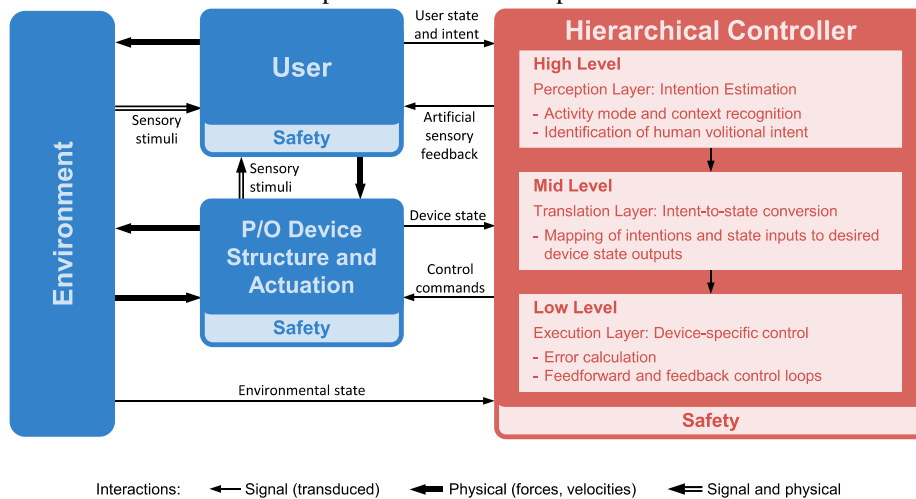 User state
and intent
Hierarchical Controller
User
High Level
Perception Layer: Intention Estimation
- Activity mode and context recognition
- Identification of human volitional intent
Sensory
stimuli
Artificial
sensory
feedback
Safety
Sensory
stimuli
Environment
Mid Level
Translation Layer: Intent-to-state conversion
- Mapping of intentions and state inputs to desired
device state outputs
P/O Device
Structure and
Actuation
Device state
Control
commands
Safety
Low Level
Execution Layer: Device-specific control
- Error calculation
- Feedforward and feedback control loops
Environmental state
Safety
Interactions:
Signal (transduced)
Physical (forces, velocities)
Signal and physical